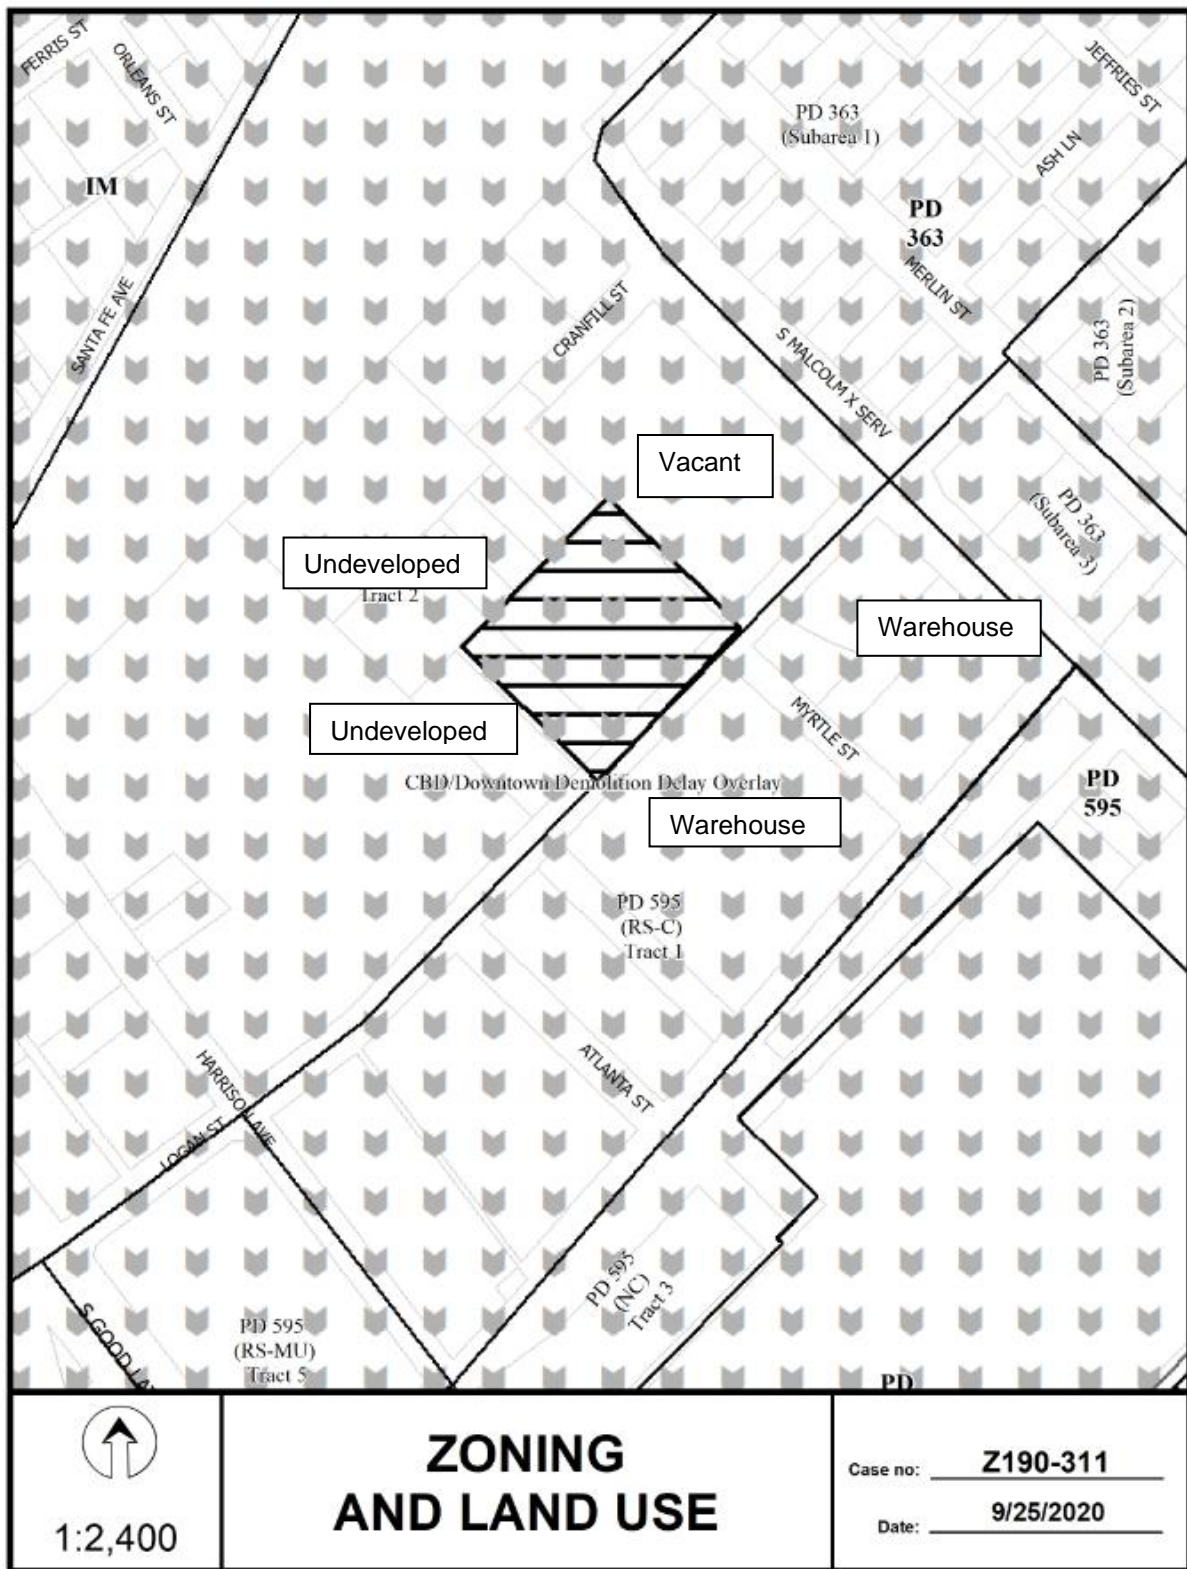 FERRIS ST
ORLEANS ST
JEFFRIES ST
PD 363
(Subarea 1)
ASH LN
IM
PD
363
MERLIN ST
SANTA FE AVE
CRANFILL ST
S MALCOLM X SERV
PD 363
(Subarea 2)
Vacant
PD 363
(Subarea 3)
Undeveloped
Tract 2
Warehouse
Undeveloped
MYRTLE ST
CBD/Downtown Demolition Delay Overlay
PD
595
Warehouse
PD 595
(RS-C)
Tract 1
HARRISON AVE
ATLANTA ST
LOGAN ST
PD 595
(NC)
Tract 3
S GOOD LA
PD 595
(RS-MU)
Tract 5
PD
1:2,400
ZONING
AND LAND USE
Case no: Z190-311
Date: 9/25/2020